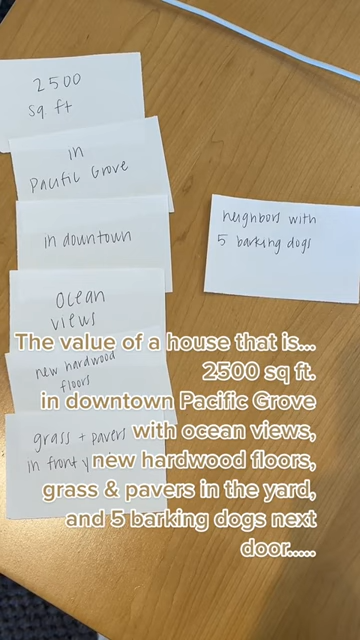 2500
sq ft
in
Pacific Grove
in downtown
ocean
views
new hardwood
floors
grass + pavers
in front y
neighbors with
5 barking dogs
The value of a house that is...
2500 sq ft.
in downtown Pacific Grove
with ocean views,
new hardwood floors,
grass & pavers in the yard,
and 5 barking dogs next
door.....